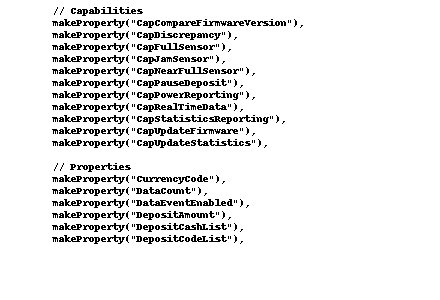 // Capabilities
makeProperty("CapCompareFirmwareVersion"),
makeProperty("CapDiscrepancy"),
makeProperty("CapFullSensor"),
makeProperty("CapJamSensor"),
makeProperty("CapNearFullSensor"),
makeProperty("CapPauseDeposit"),
makeProperty("CapPowerReporting"),
makeProperty("CapRealTimeData"),
makeProperty("CapStatisticsReporting"),
makeProperty("CapUpdateFirmware"),
makeProperty("CapUpdateStatistics"),
// Properties
makeProperty("CurrencyCode"),
makeProperty("DataCount"),
makeProperty("DataEventEnabled"),
makeProperty("DepositAmount"),
makeProperty("DepositCashList"),
makeProperty("DepositCodeList"),